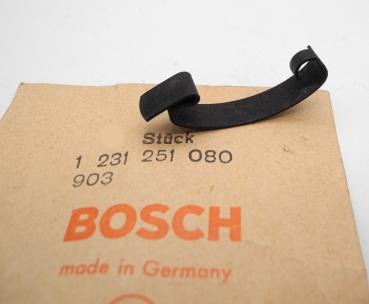 Stück
1 231 251 080
903
BOSCH
made in Germany